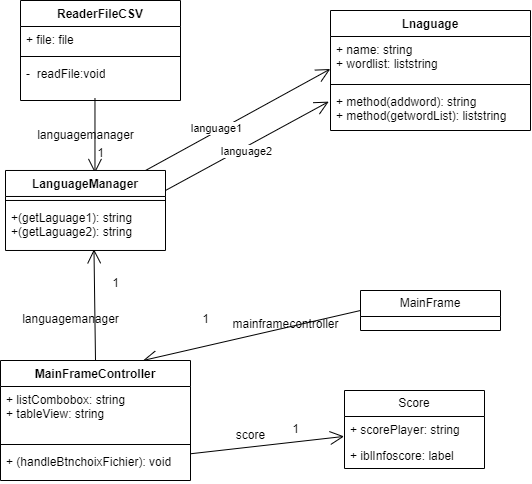 ReaderFileCSV
+ file: file
- readFile:void
Lnaguage
+ name: string
+ wordlist: liststring
+ method(addword): string
+ method(getwordList): liststring
languagemanager
1
language1
language2
LanguageManager
+(getLaguage1): string
+(getLaguage2): string
1
languagemanager
1
mainframecontroller
MainFrame
MainFrameController
+ listCombobox: string
+ tableView: string
+ (handleBtnchoixFichier): void
score
1
Score
+ scorePlayer: string
+ iblInfoscore: label